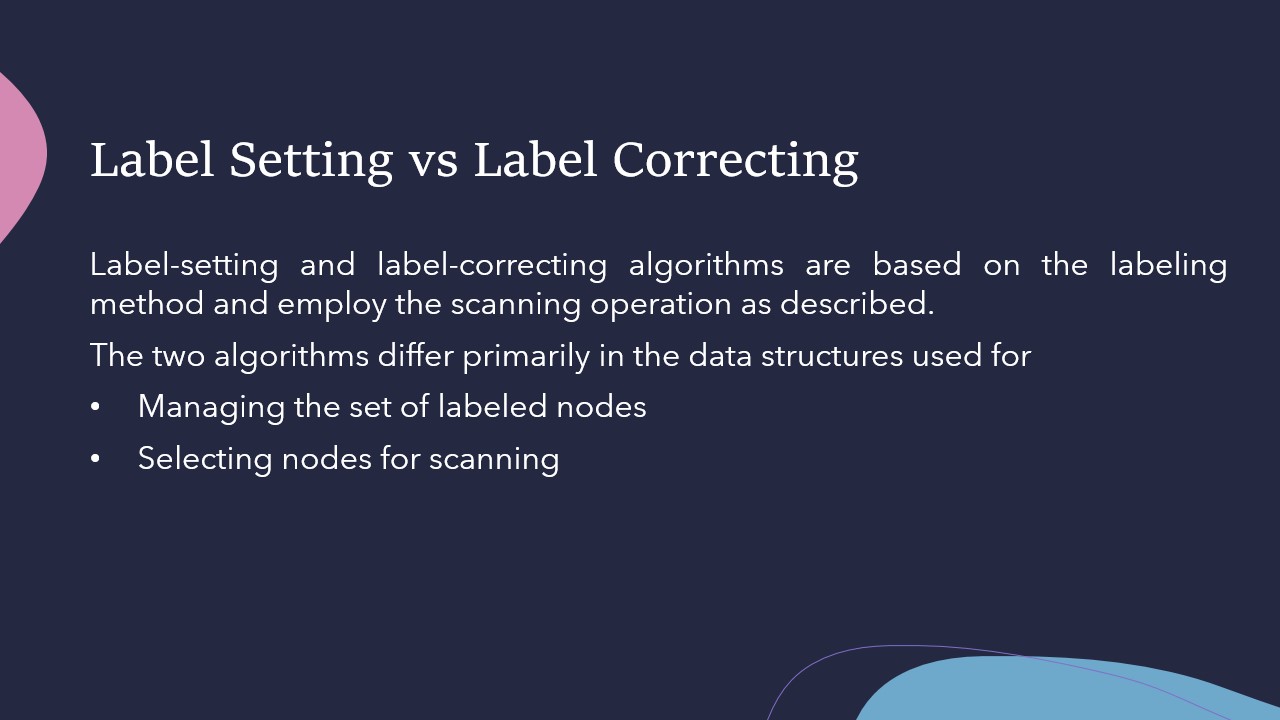 Label Setting vs Label Correcting
Label-setting and label-correcting algorithms are based on the labeling
method and employ the scanning operation as described.
The two algorithms differ primarily in the data structures used for
• Managing the set of labeled nodes
• Selecting nodes for scanning